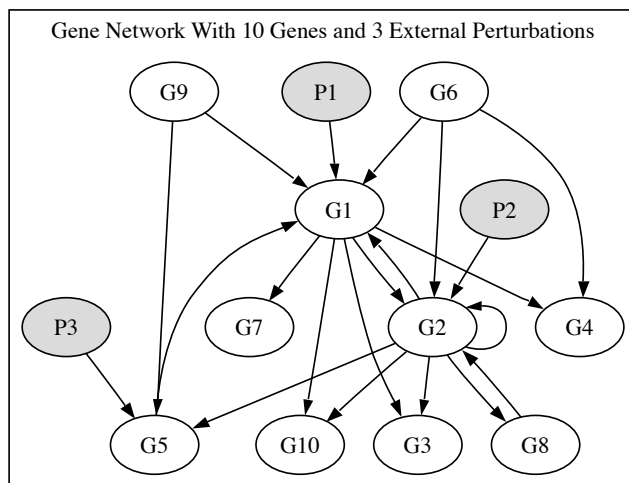 Gene Network With 10 Genes and 3 External Perturbations
G9
P1
G6
G1
P2
P3
G7
G2
G4
G5
G10
G3
G8